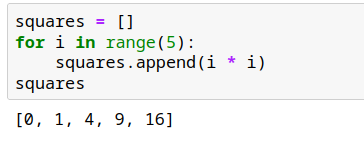 squares = []
for i in range(5):
    squares.append(i * i)
squares
[0, 1, 4, 9, 16]